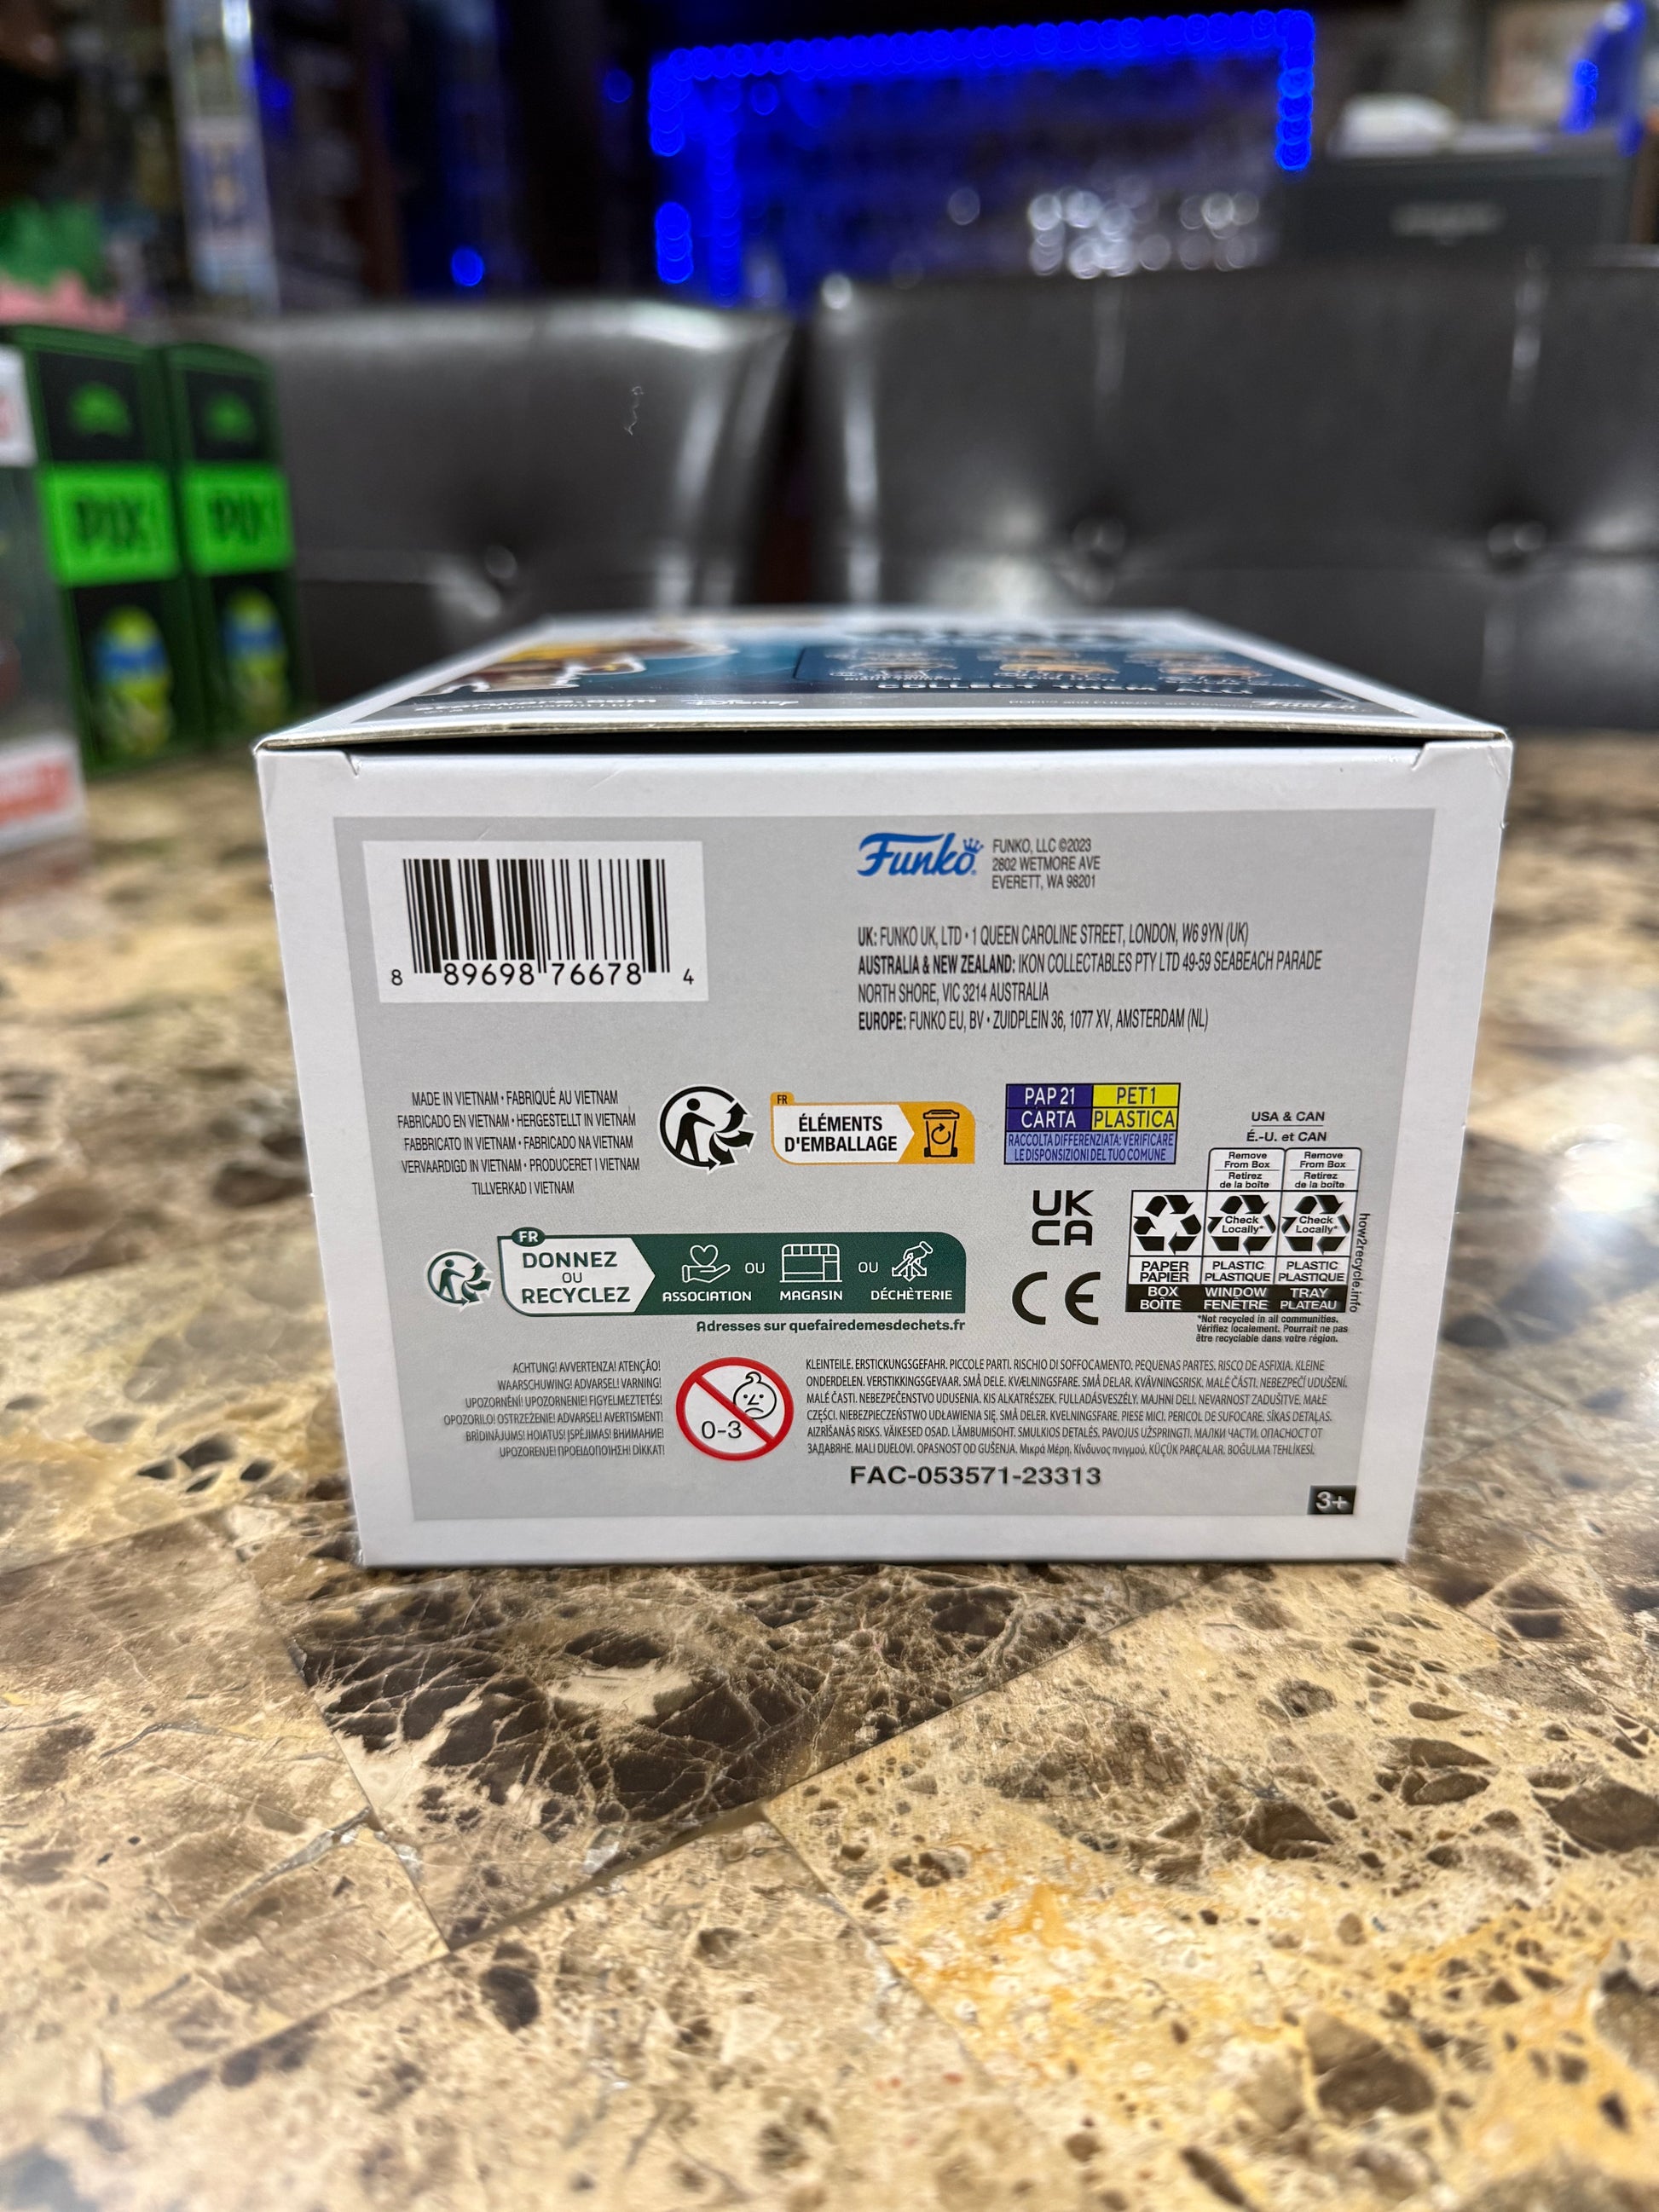 PIX
PIX
COLLECT THEM ALL!
Disney
8 89698 76678 4
Funko
FUNKO, LLC ©2023
2802 WETMORE AVE
EVERETT, WA 98201
UK: FUNKO UK, LTD • 1 QUEEN CAROLINE STREET, LONDON, W6 9YN (UK)
AUSTRALIA & NEW ZEALAND: IKON COLLECTABLES PTY LTD 49-59 SEABEACH PARADE
NORTH SHORE, VIC 3214 AUSTRALIA
EUROPE: FUNKO EU, BV • ZUIDPLEIN 36, 1077 XV, AMSTERDAM (NL)
MADE IN VIETNAM • FABRIQUÉ AU VIETNAM
FABRICADO EN VIETNAM • HERGESTELLT IN VIETNAM
FABBRICATO IN VIETNAM • FABRICADO NA VIETNAM
VERVAARDIGD IN VIETNAM • PRODUCERET I VIETNAM
TILLVERKAD I VIETNAM
FR
ÉLÉMENTS
D'EMBALLAGE
PAP 21
PET 1
CARTA
PLASTICA
RACCOLTA DIFFERENZIATA: VERIFICARE
LE DISPOSIZIONI DEL TUO COMUNE
USA & CAN
É.-U. et CAN
Remove
From Box
Retirez
de la boîte
Remove
From Box
Retirez
de la boîte
Check
Locally*
Check
Locally*
PAPER
PAPIER
PLASTIC
PLASTIQUE
PLASTIC
PLASTIQUE
BOX
BOÎTE
WINDOW
FENÊTRE
TRAY
PLATEAU
how2recycle.info
*Not recycled in all communities.
Vérifiez localement. Pourrait ne pas
être recyclable dans votre région.
UK
CA
CE
FR
DONNEZ
OU
RECYCLEZ
ASSOCIATION
OU
MAGASIN
OU
DÉCHÈTERIE
Adresses sur quefairedemesdechets.fr
ACHTUNG! AVVERTENZA! ATENÇÃO!
WAARSCHUWING! ADVARSEL! VARNING!
UPOZORNĚNÍ! UPOZORNENIE! FIGYELMEZTETÉS!
OPOZORILO! OSTRZEŻENIE! ADVARSEL! AVERTISMENT!
BRĪDINĀJUMS! HOIATUS! ĮSPĖJIMAS! ВНИМАНИЕ!
UPOZORENJE! ΠΡΟΕΙΔΟΠΟΙΗΣΗ! DİKKAT!
0-3
KLEINTEILE. ERSTICKUNGSGEFAHR. PICCOLE PARTI. RISCHIO DI SOFFOCAMENTO. PEQUENAS PARTES. RISCO DE ASFIXIA. KLEINE
ONDERDELEN. VERSTIKKINGSGEVAAR. SMÅ DELE. KVÆLNINGSFARE. SMÅ DELAR. KVÄVNINGSRISK. MALÉ ČÁSTI. NEBEZPEČÍ UDUŠENÍ.
MALÉ ČASTI. NEBEZPEČENSTVO UDUSENIA. KIS ALKATRÉSZEK, FULLADÁSVESZÉLY. MAJHNI DELI, NEVARNOST ZADUŠITVE. MAŁE
CZĘŚCI. NIEBEZPIECZEŃSTWO UDŁAWIENIA SIĘ. SMÅ DELER. KVELNINGSFARE. PIESE MICI. PERICOL DE SUFOCARE. SĪKAS DETAĻAS.
AIZRĪŠANĀS RISKS. VÄIKESED OSAD. LÄMBUMISOHT. SMULKIOS DETALĖS. PAVOJUS UŽSPRINGTI. МАЛКИ ЧАСТИ. ОПАСНОСТ ОТ
ЗАДАВЯНЕ. MALI DIJELOVI. OPASNOST OD GUŠENJA. Μικρά Μέρη. Κίνδυνος πνιγμού. KÜÇÜK PARÇALAR. BOĞULMA TEHLİKESİ.
FAC-053571-23313
3+